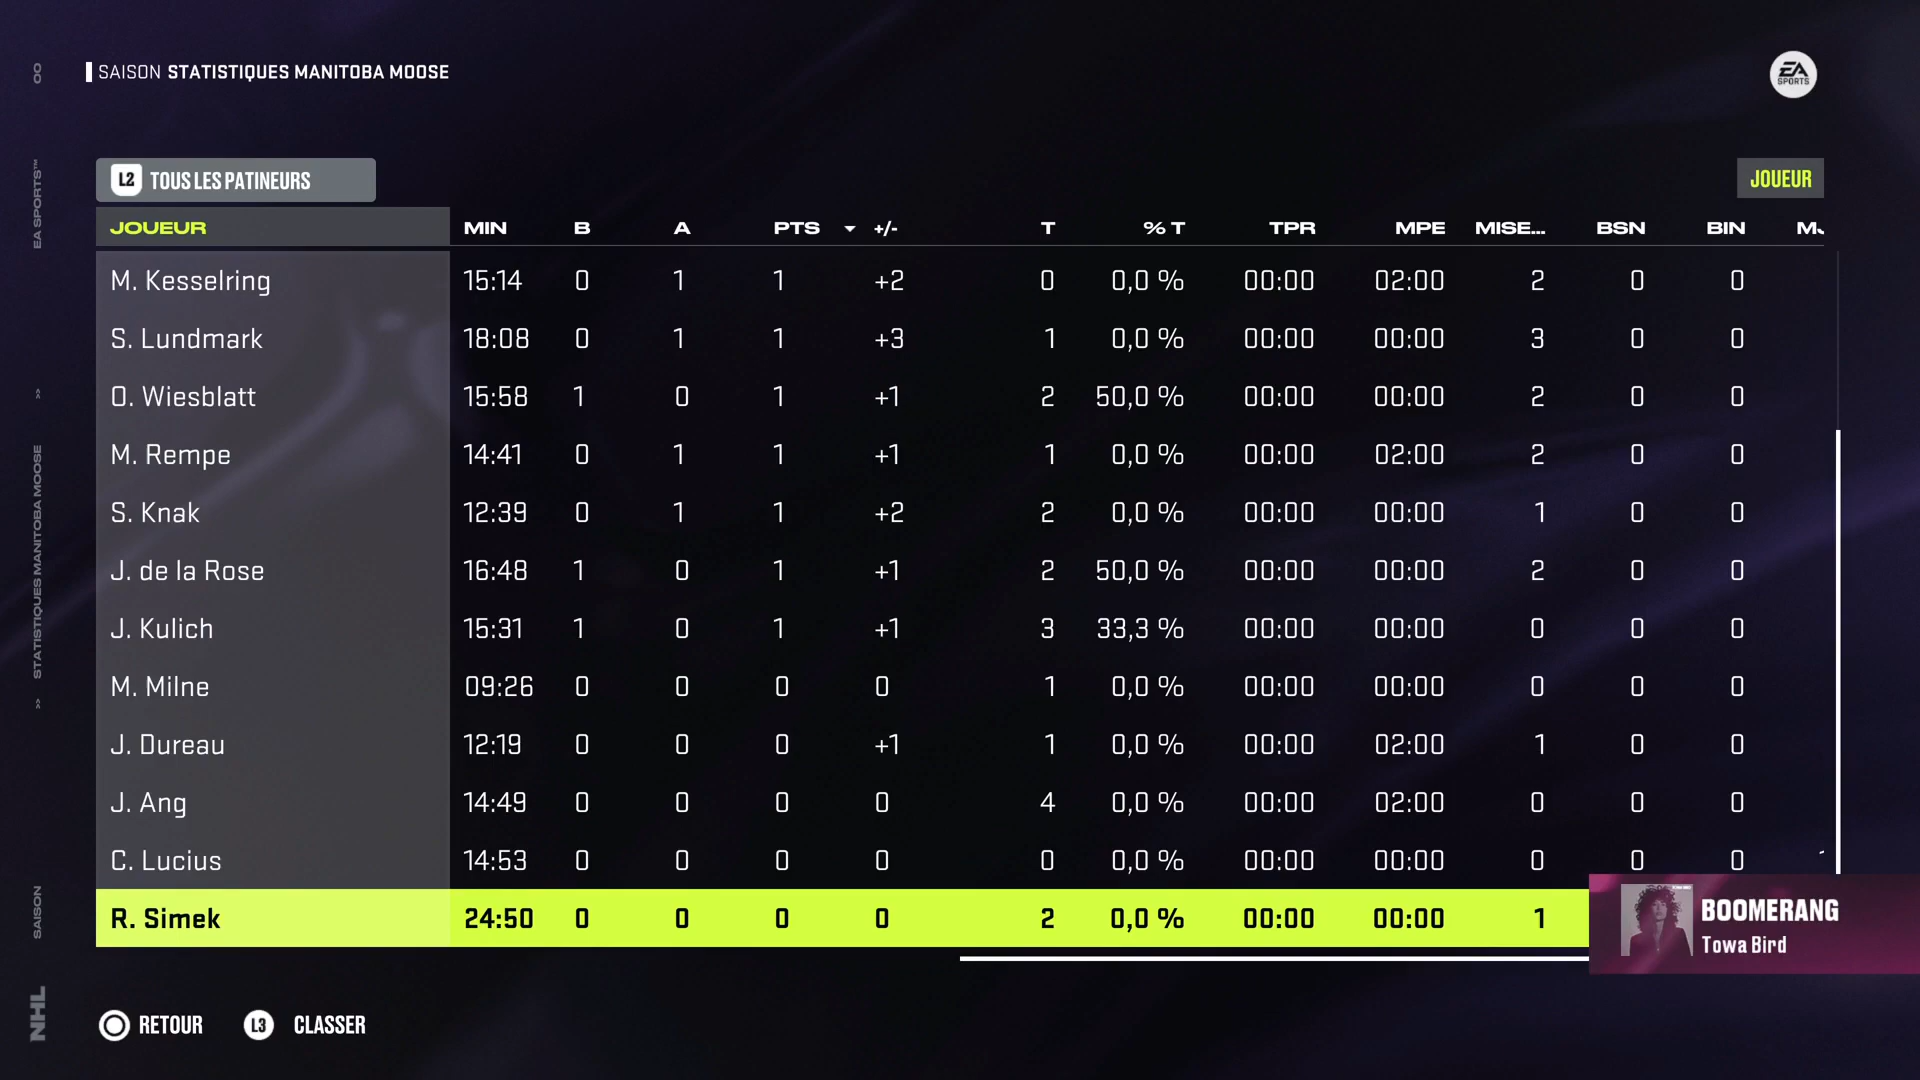 SAISON STATISTIQUES MANITOBA MOOSE
EA SPORTS
L2 TOUS LES PATINEURS
JOUEUR
JOUEUR MIN B A PTS +/- T % T TPR MPE MISE... BSN BIN
M. Kesselring 15:14 0 1 1 +2 0 0,0 % 00:00 02:00 2 0 0
S. Lundmark 18:08 0 1 1 +3 1 0,0 % 00:00 00:00 3 0 0
O. Wiesblatt 15:58 1 0 1 +1 2 50,0 % 00:00 00:00 2 0 0
M. Rempe 14:41 0 1 1 +1 1 0,0 % 00:00 02:00 2 0 0
S. Knak 12:39 0 1 1 +2 2 0,0 % 00:00 00:00 1 0 0
J. de la Rose 16:48 1 0 1 +1 2 50,0 % 00:00 00:00 2 0 0
J. Kulich 15:31 1 0 1 +1 3 33,3 % 00:00 00:00 0 0 0
M. Milne 09:26 0 0 0 0 1 0,0 % 00:00 00:00 0 0 0
J. Dureau 12:19 0 0 0 +1 1 0,0 % 00:00 02:00 1 0 0
J. Ang 14:49 0 0 0 0 4 0,0 % 00:00 02:00 0 0 0
C. Lucius 14:53 0 0 0 0 0 0,0 % 00:00 00:00 0 0 0
R. Simek 24:50 0 0 0 0 2 0,0 % 00:00 00:00 1
BOOMERANG
Towa Bird
RETOUR L3 CLASSER
NHL SAISON >> STATISTIQUES MANITOBA MOOSE >> EA SPORTS™